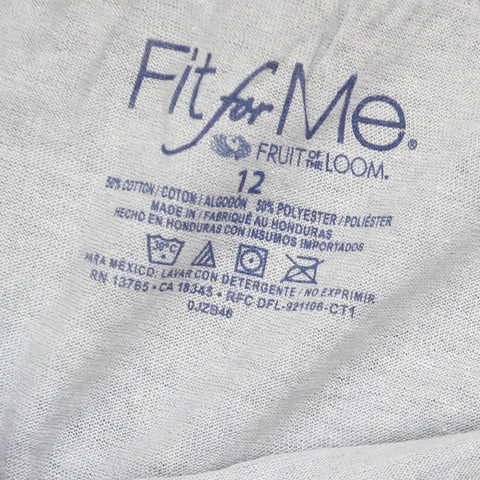 Fit for Me®
FRUIT OF THE LOOM®
12
50% COTTON / COTON / ALGODÓN 50% POLYESTER / POLIÉSTER
MADE IN / FABRIQUÉ AU HONDURAS
HECHO EN HONDURAS CON INSUMOS IMPORTADOS
30°C
PARA MÉXICO: LAVAR CON DETERGENTE / NO EXPRIMIR
RN 13765 • CA 18345 • RFC DFL-921106-CT1
0JZB46